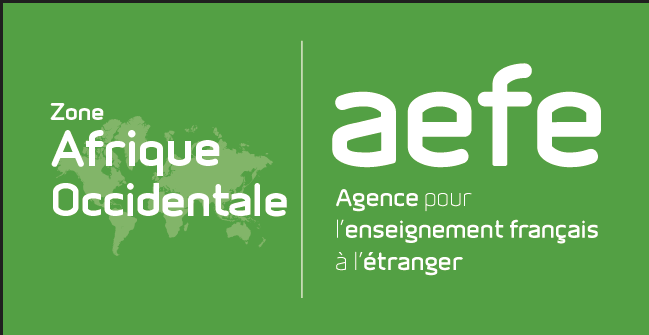 Zone
Afrique
Occidentale
aefe
Agence pour
l'enseignement français
à l'étranger